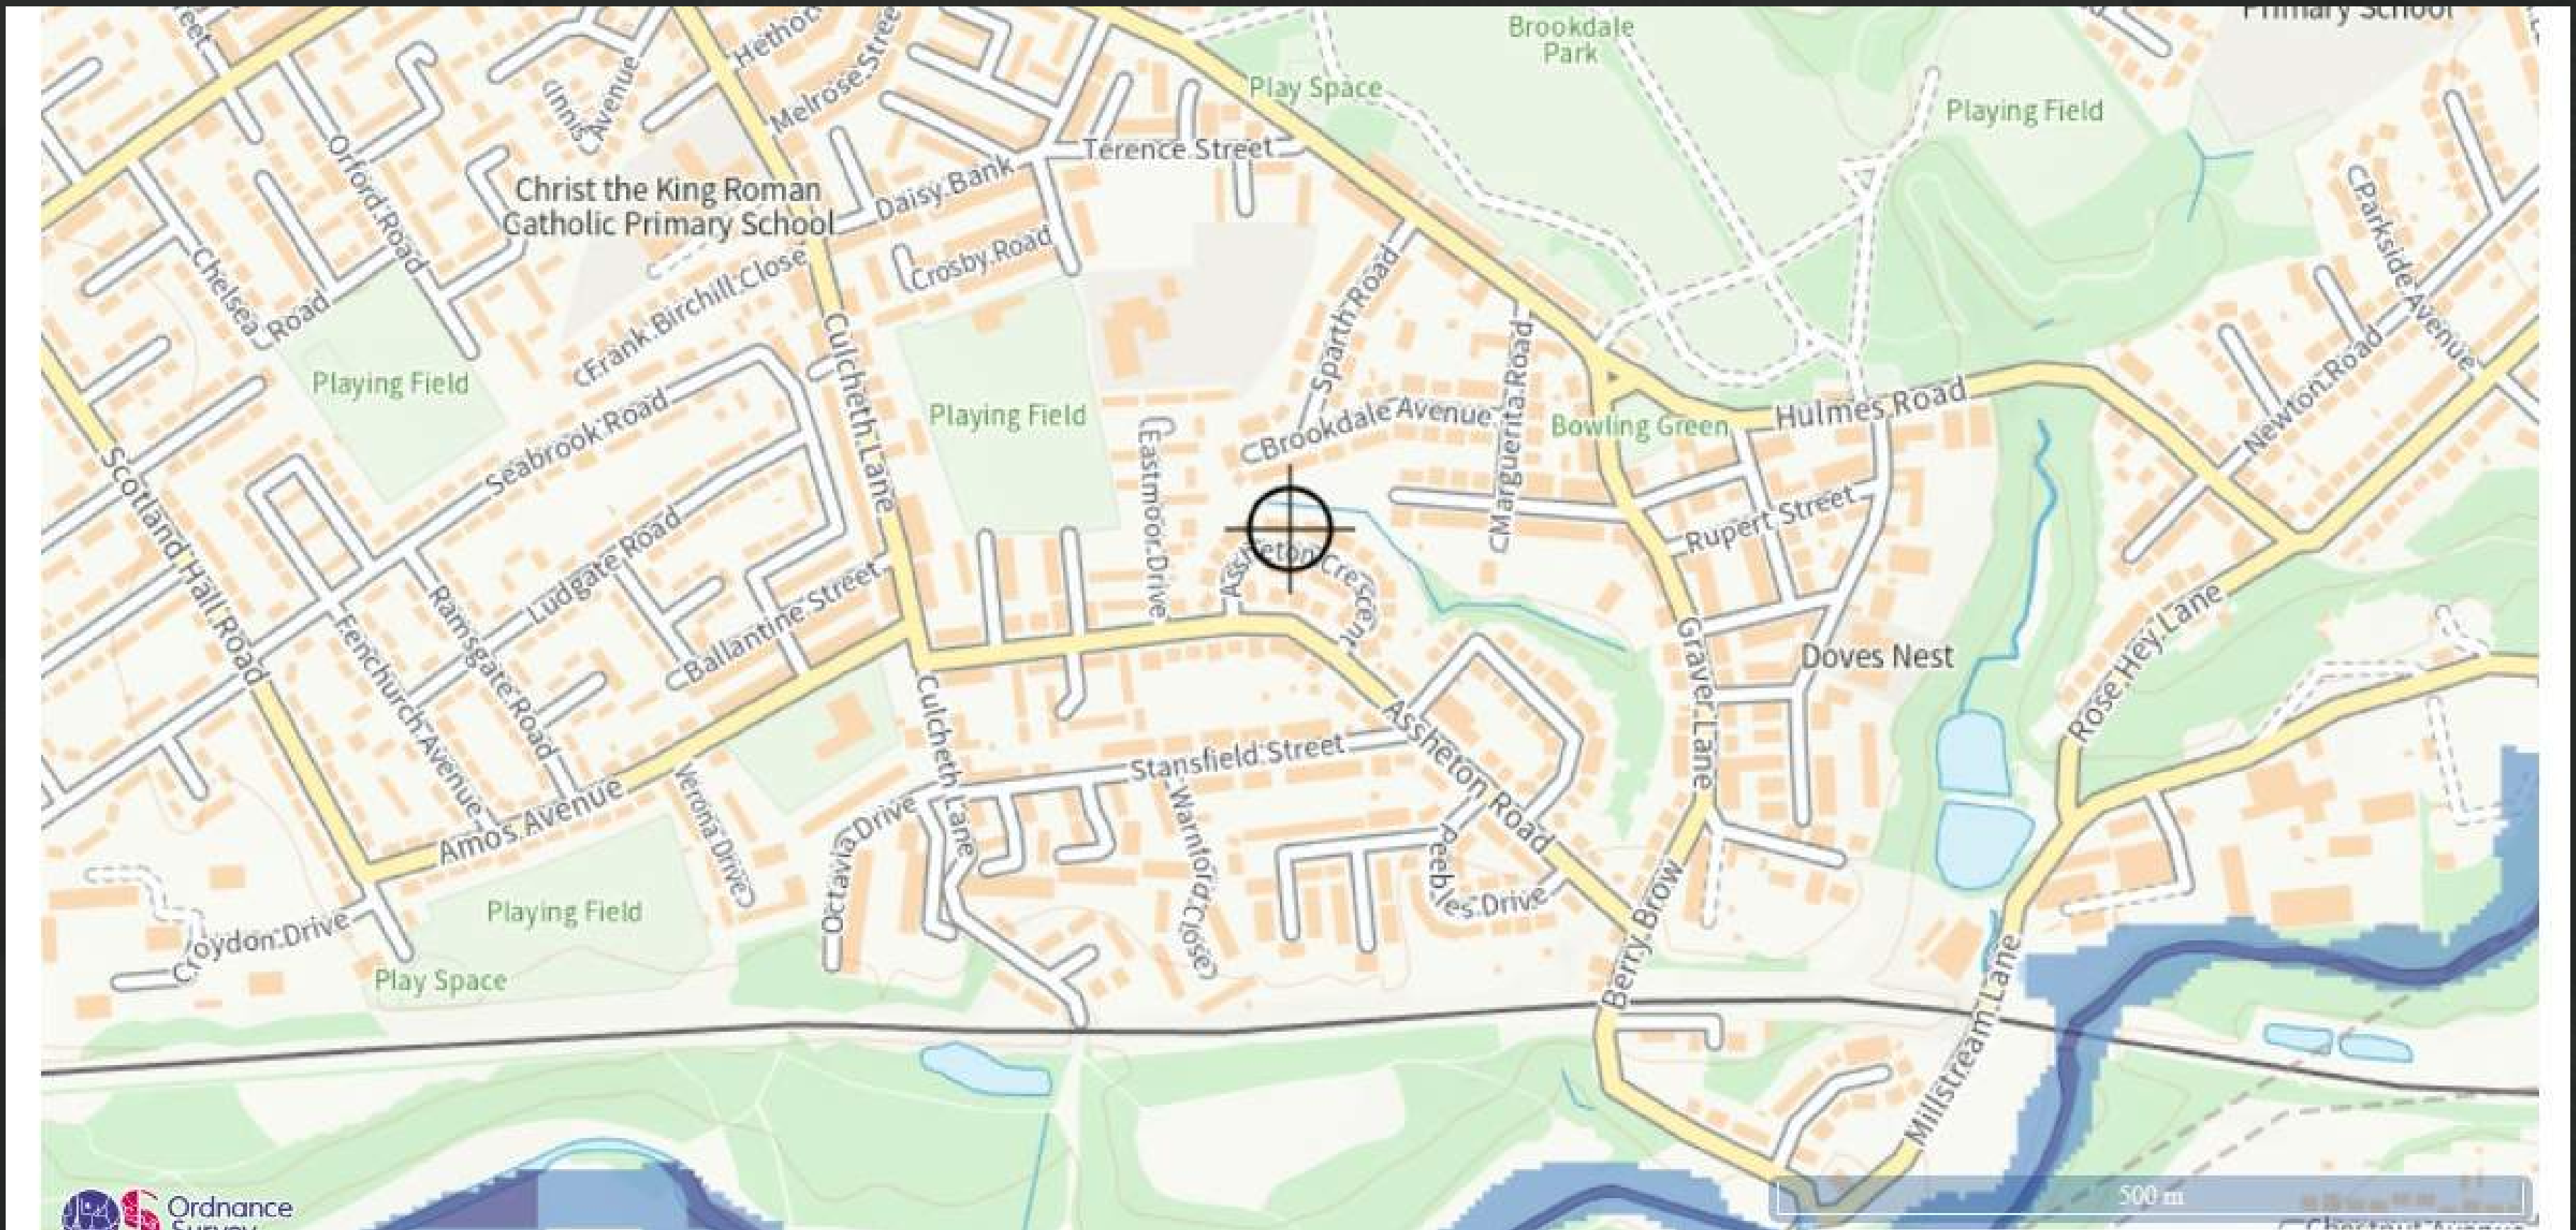 Primary School
Brookdale
Park
Hethor
Melrose Stree
reet
Innis Avenue
Play Space
Playing Field
Orford Road
Terence Street
Christ the King Roman
Catholic Primary School
Daisy Bank
Parkside Avenue
Crosby Road
Chelsea
Road
Frank Birchill Close
Sparth Road
Culcheth Lane
Playing Field
Playing Field
Brookdale Avenue
Marguerita Road
Bowling Green
Hulmes Road
Newton Road
Seabrook Road
Eastmoor Drive
Scotland Hall Road
Ludgate Road
Rupert Street
Crescent
Ramsgate Road
Ballantine Street
Fenchurch Avenue
Graver Lane
Doves Nest
Rose Hey Lane
Culcheth Lane
Assheton Road
Stansfield Street
Verona Drive
Amos Avenue
Octavia Drive
Warnford Close
Peebles Drive
Berry Brow
Playing Field
oydon Drive
Play Space
Millstream Lane
500 m
Ordnance
Survey
Chestnut Avenue